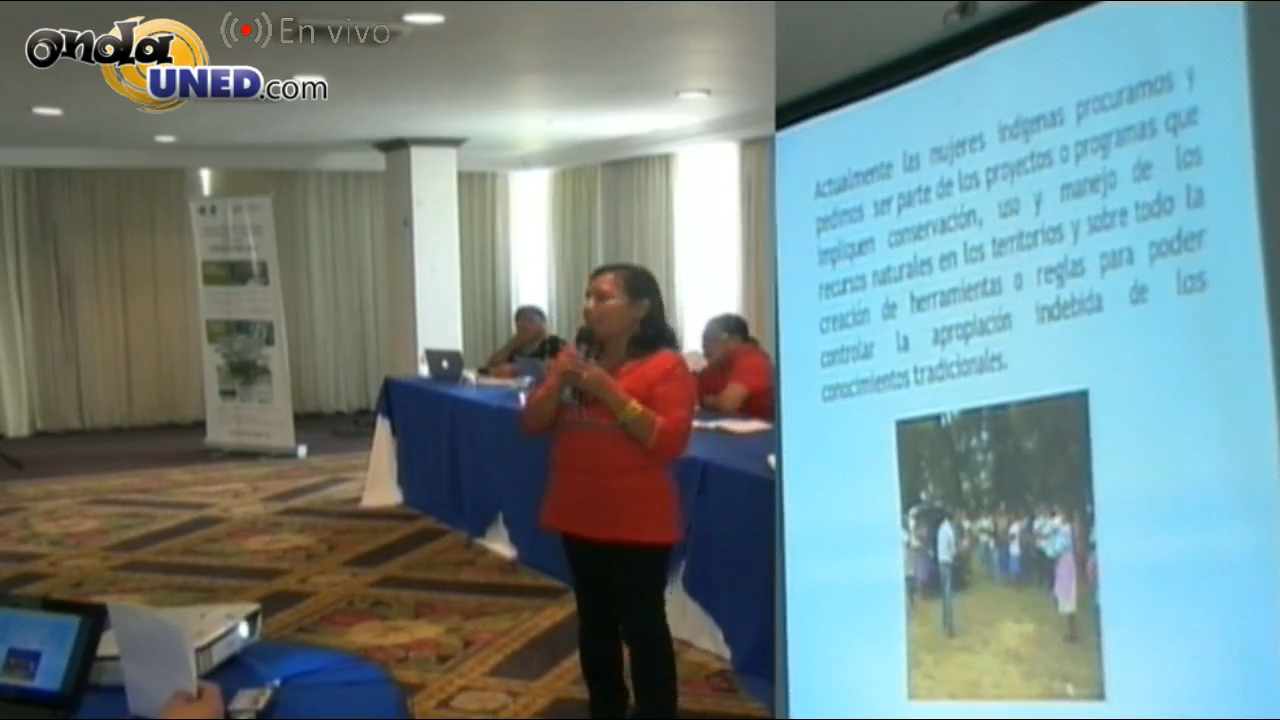 onda
UNED.com
En vivo
Actualmente las mujeres indígenas procuramos y
pedimos ser parte de los proyectos o programas que
impliquen conservación, uso y manejo de los
recursos naturales en los territorios y sobre todo la
creación de herramientas o reglas para poder
controlar la apropiación indebida de los
conocimientos tradicionales.